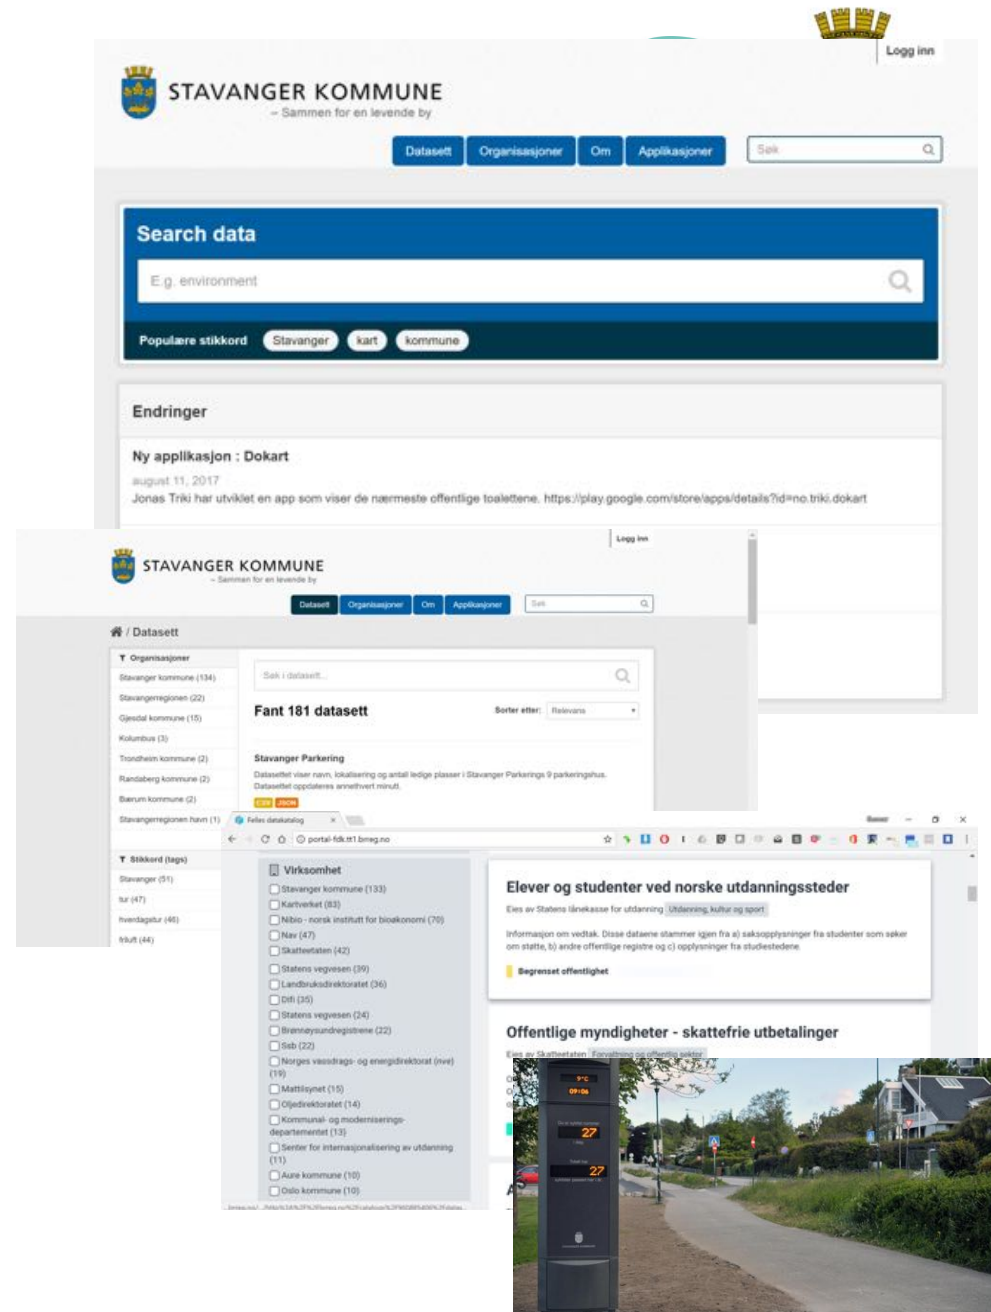 Logg inn
STAVANGER KOMMUNE
– Sammen for en levende by
Datasett Organisasjoner Om Applikasjoner Søk
Search data
E.g. environment
Populære stikkord Stavanger kart kommune
Endringer
Ny applikasjon : Dokart
august 11, 2017
Jonas Triki har utviklet en app som viser de nærmeste offentlige toalettene. https://play.google.com/store/apps/details?id=no.triki.dokart
Logg inn
STAVANGER KOMMUNE
– Sammen for en levende by
Datasett Organisasjoner Om Applikasjoner Søk
/ Datasett
Organisasjoner
Stavanger kommune (134)
Stavangerregionen (22)
Gjesdal kommune (15)
Kolumbus (3)
Trondheim kommune (2)
Randaberg kommune (2)
Bærum kommune (2)
Stavangerregionen havn (1)
Stikkord (tags)
Stavanger (51)
tur (47)
hverdagstur (46)
friluft (44)
Søk i datasett...
Fant 181 datasett
Sorter etter: Relevans
Stavanger Parkering
Datasettet viser navn, lokalisering og antall ledige plasser i Stavanger Parkerings 9 parkeringshus.
Datasettet oppdateres annethvert minutt.
CSV JSON
Felles datakatalog
portal-fdk.tt1.brreg.no
Virksomhet
Stavanger kommune (133)
Kartverket (83)
Nibio - norsk institutt for bioøkonomi (70)
Nav (47)
Skatteetaten (42)
Statens vegvesen (39)
Landbruksdirektoratet (36)
Difi (35)
Statens vegvesen (24)
Brønnøysundregistrene (22)
Ssb (22)
Norges vassdrags- og energidirektorat (nve)
(19)
Mattilsynet (15)
Oljedirektoratet (14)
Kommunal- og moderniserings-
departementet (13)
Senter for internasjonalisering av utdanning
(11)
Aure kommune (10)
Oslo kommune (10)
Elever og studenter ved norske utdanningssteder
Eies av Statens lånekasse for utdanning Utdanning, kultur og sport
Informasjon om vedtak. Disse dataene stammer igjen fra a) saksopplysninger fra studenter som søker
om støtte, b) andre offentlige registre og c) opplysninger fra studiestedene.
Begrenset offentlighet
Offentlige myndigheter - skattefrie utbetalinger
Eies av Skatteetaten Forvaltning og offentlig sektor
9°C
09:06
27
27